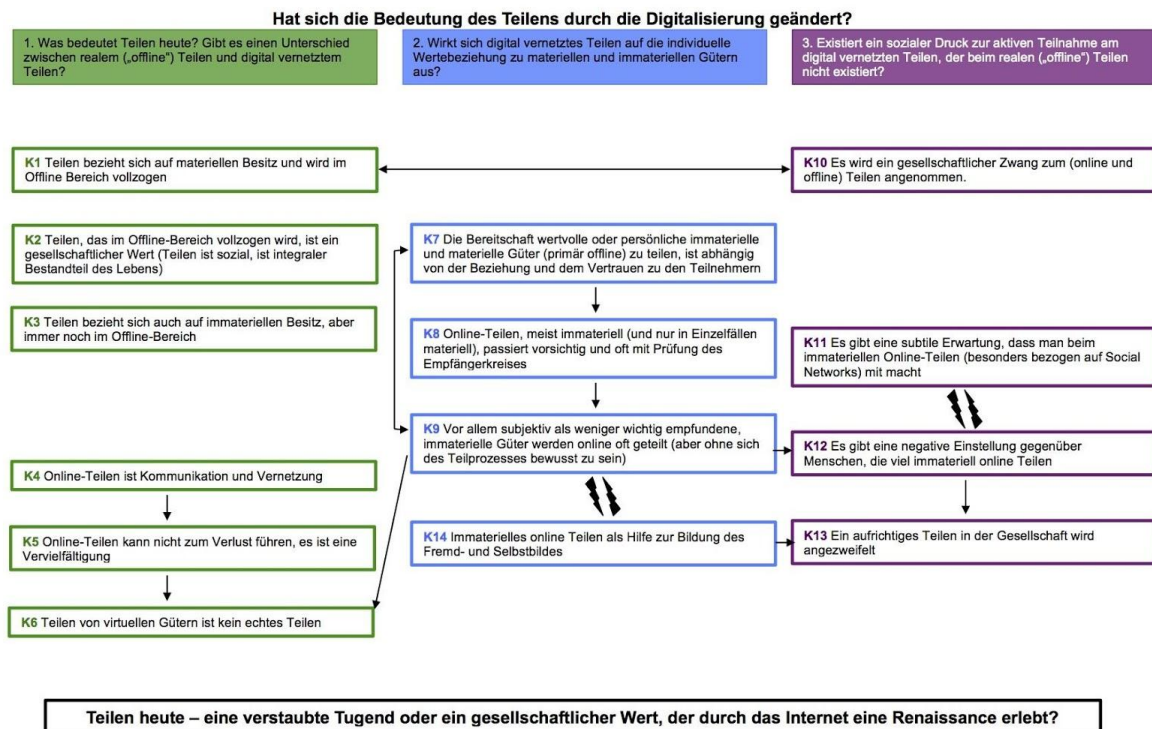 Hat sich die Bedeutung des Teilens durch die Digitalisierung geändert?
1. Was bedeutet Teilen heute? Gibt es einen Unterschied
zwischen realem („offline“) Teilen und digital vernetztem
Teilen?
2. Wirkt sich digital vernetztes Teilen auf die individuelle
Wertebeziehung zu materiellen und immateriellen Gütern
aus?
3. Existiert ein sozialer Druck zur aktiven Teilnahme am
digital vernetzten Teilen, der beim realen („offline“) Teilen
nicht existiert?
K1 Teilen bezieht sich auf materiellen Besitz und wird im
Offline Bereich vollzogen
K10 Es wird ein gesellschaftlicher Zwang zum (online und
offline) Teilen angenommen.
K2 Teilen, das im Offline-Bereich vollzogen wird, ist ein
gesellschaftlicher Wert (Teilen ist sozial, ist integraler
Bestandteil des Lebens)
K7 Die Bereitschaft wertvolle oder persönliche immaterielle
und materielle Güter (primär offline) zu teilen, ist abhängig
von der Beziehung und dem Vertrauen zu den Teilnehmern
K3 Teilen bezieht sich auch auf immateriellen Besitz, aber
immer noch im Offline-Bereich
K8 Online-Teilen, meist immateriell (und nur in Einzelfällen
materiell), passiert vorsichtig und oft mit Prüfung des
Empfängerkreises
K11 Es gibt eine subtile Erwartung, dass man beim
immateriellen Online-Teilen (besonders bezogen auf Social
Networks) mit macht
K9 Vor allem subjektiv als weniger wichtig empfundene,
immaterielle Güter werden online oft geteilt (aber ohne sich
des Teilprozesses bewusst zu sein)
K12 Es gibt eine negative Einstellung gegenüber
Menschen, die viel immateriell online Teilen
K4 Online-Teilen ist Kommunikation und Vernetzung
K5 Online-Teilen kann nicht zum Verlust führen, es ist eine
Vervielfältigung
K14 Immaterielles online Teilen als Hilfe zur Bildung des
Fremd- und Selbstbildes
K13 Ein aufrichtiges Teilen in der Gesellschaft wird
angezweifelt
K6 Teilen von virtuellen Gütern ist kein echtes Teilen
Teilen heute – eine verstaubte Tugend oder ein gesellschaftlicher Wert, der durch das Internet eine Renaissance erlebt?